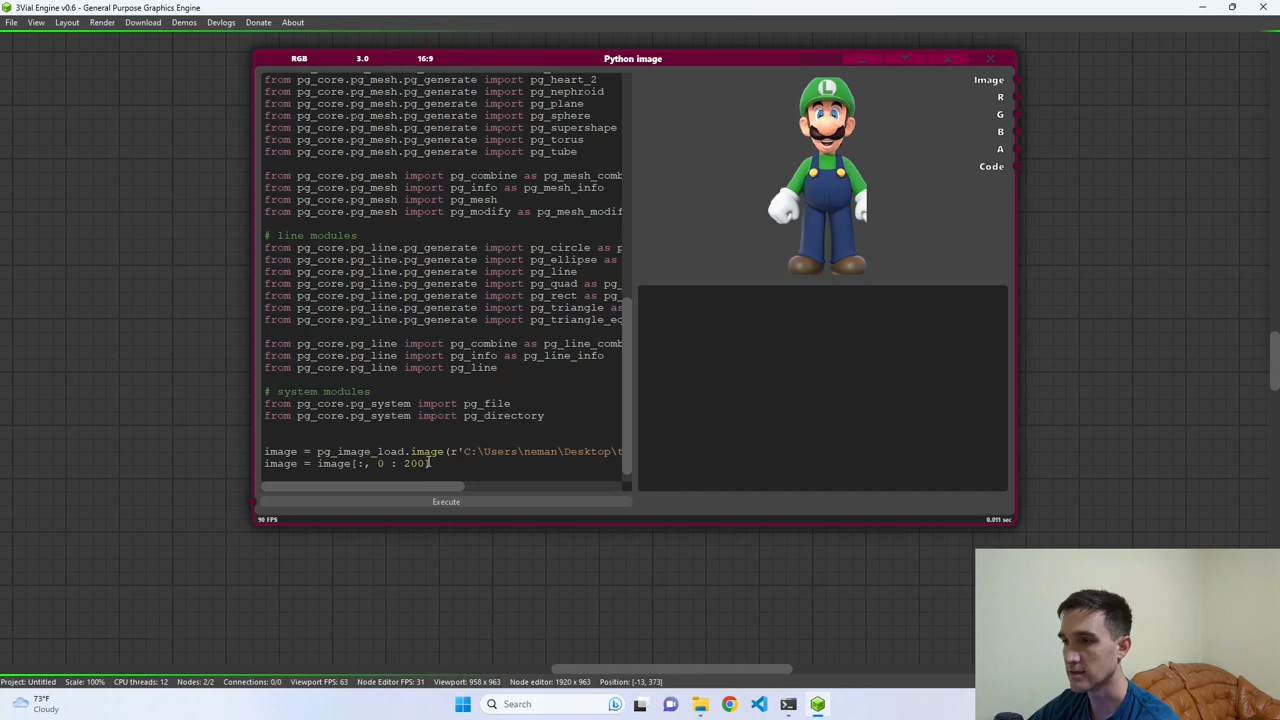 3Vial Engine v0.6 - General Purpose Graphics Engine
File View Layout Render Download Demos Devlogs Donate About
RGB 3.0 16:9 Python image
from pg_core.pg_mesh.pg_generate import pg_heart_2
from pg_core.pg_mesh.pg_generate import pg_nephroid
from pg_core.pg_mesh.pg_generate import pg_plane
from pg_core.pg_mesh.pg_generate import pg_sphere
from pg_core.pg_mesh.pg_generate import pg_supershape
from pg_core.pg_mesh.pg_generate import pg_torus
from pg_core.pg_mesh.pg_generate import pg_tube
from pg_core.pg_mesh import pg_combine as pg_mesh_comb
from pg_core.pg_mesh import pg_info as pg_mesh_info
from pg_core.pg_mesh import pg_mesh
from pg_core.pg_mesh import pg_modify as pg_mesh_modif
# line modules
from pg_core.pg_line.pg_generate import pg_circle as p
from pg_core.pg_line.pg_generate import pg_ellipse as
from pg_core.pg_line.pg_generate import pg_line
from pg_core.pg_line.pg_generate import pg_quad as pg_
from pg_core.pg_line.pg_generate import pg_rect as pg_
from pg_core.pg_line.pg_generate import pg_triangle as
from pg_core.pg_line.pg_generate import pg_triangle_eq
from pg_core.pg_line import pg_combine as pg_line_comb
from pg_core.pg_line import pg_info as pg_line_info
from pg_core.pg_line import pg_line
# system modules
from pg_core.pg_system import pg_file
from pg_core.pg_system import pg_directory
image = pg_image_load.image(r'C:\Users\neman\Desktop\t
image = image[:, 0 : 200]
Execute
90 FPS
L
Image
R
G
B
A
Code
0.011 sec
Project: Untitled Scale: 100% CPU threads: 12 Nodes: 2/2 Connections: 0/0 Viewport FPS: 63 Node Editor FPS: 31 Viewport: 958 x 963 Node editor: 1920 x 963 Position: [-13, 373]
73°F
Cloudy
Search